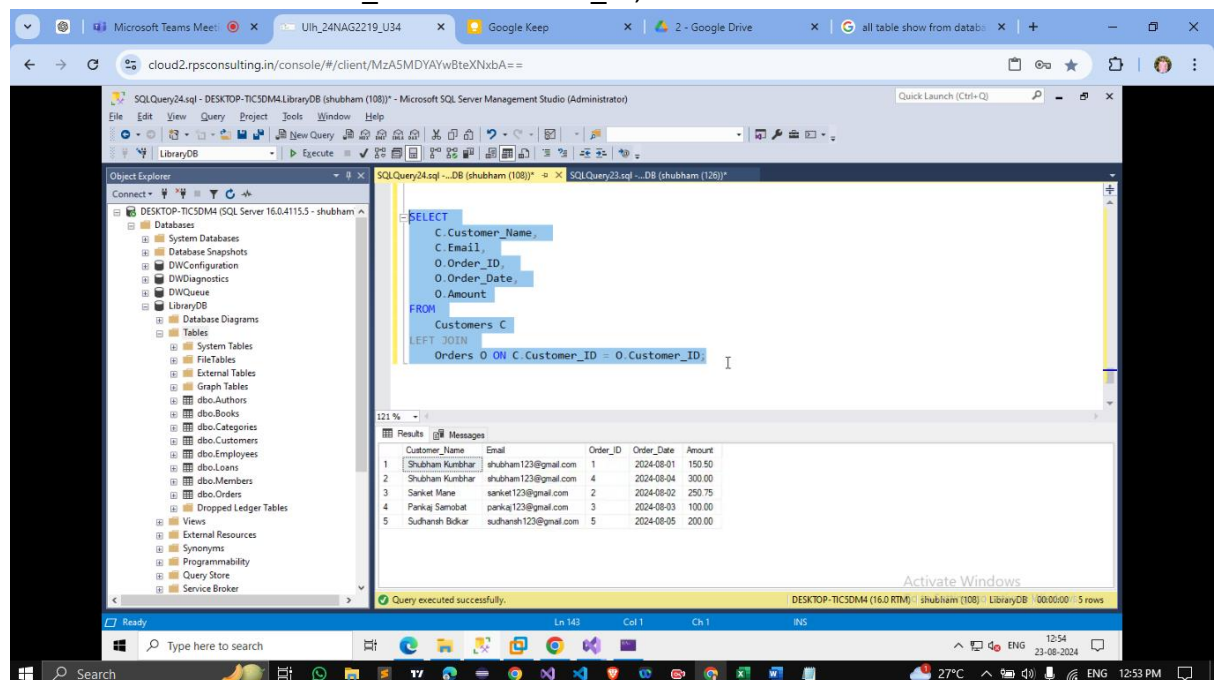 Microsoft Teams Meeti
Ulh_24NAG2219_U34
Google Keep
2 - Google Drive
all table show from databa
cloud2.rpsconsulting.in/console/#/client/MzA5MDYAYwBteXNxbA==
SQLQuery24.sql - DESKTOP-TIC5DM4.LibraryDB (shubham (108))* - Microsoft SQL Server Management Studio (Administrator)
Quick Launch (Ctrl+Q)
File Edit View Query Project Tools Window Help
New Query
LibraryDB
Execute
Object Explorer
SQLQuery24.sql -...DB (shubham (108))*
SQLQuery23.sql -...DB (shubham (126))*
Connect
DESKTOP-TIC5DM4 (SQL Server 16.0.4115.5 - shubham
Databases
System Databases
Database Snapshots
DWConfiguration
DWDiagnostics
DWQueue
LibraryDB
Database Diagrams
Tables
System Tables
FileTables
External Tables
Graph Tables
dbo.Authors
dbo.Books
dbo.Categories
dbo.Customers
dbo.Employees
dbo.Loans
dbo.Members
dbo.Orders
Dropped Ledger Tables
Views
External Resources
Synonyms
Programmability
Query Store
Service Broker
SELECT
C.Customer_Name,
C.Email,
O.Order_ID,
O.Order_Date,
O.Amount
FROM
Customers C
LEFT JOIN
Orders O ON C.Customer_ID = O.Customer_ID;
121 %
Results Messages
Customer_Name Email Order_ID Order_Date Amount
1 Shubham Kumbhar shubham123@gmail.com 1 2024-08-01 150.50
2 Shubham Kumbhar shubham123@gmail.com 4 2024-08-04 300.00
3 Sanket Mane sanket123@gmail.com 2 2024-08-02 250.75
4 Pankaj Samobat pankaj123@gmail.com 3 2024-08-03 100.00
5 Sudhansh Bidkar sudhansh123@gmail.com 5 2024-08-05 200.00
Activate Windows
Query executed successfully.
DESKTOP-TIC5DM4 (16.0 RTM) shubham (108) LibraryDB 00:00:00 5 rows
Ready
Ln 143 Col 1 Ch 1 INS
Type here to search
ENG
12:54
23-08-2024
Search
27°C
ENG
12:53 PM